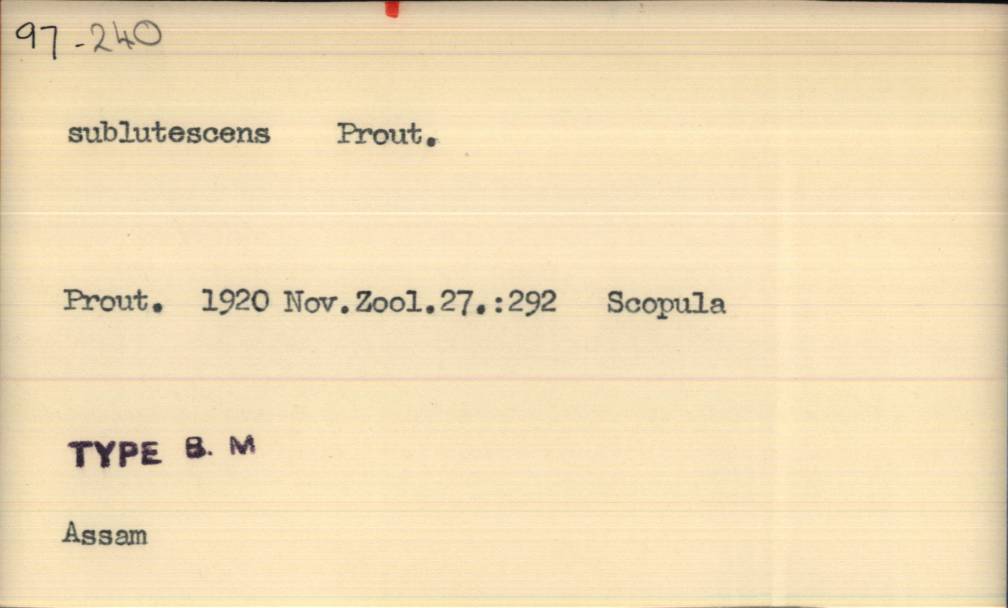 97-240
sublutescens Prout.
Prout. 1920 Nov.Zool.27.:292 Scopula
TYPE B. M
Assam